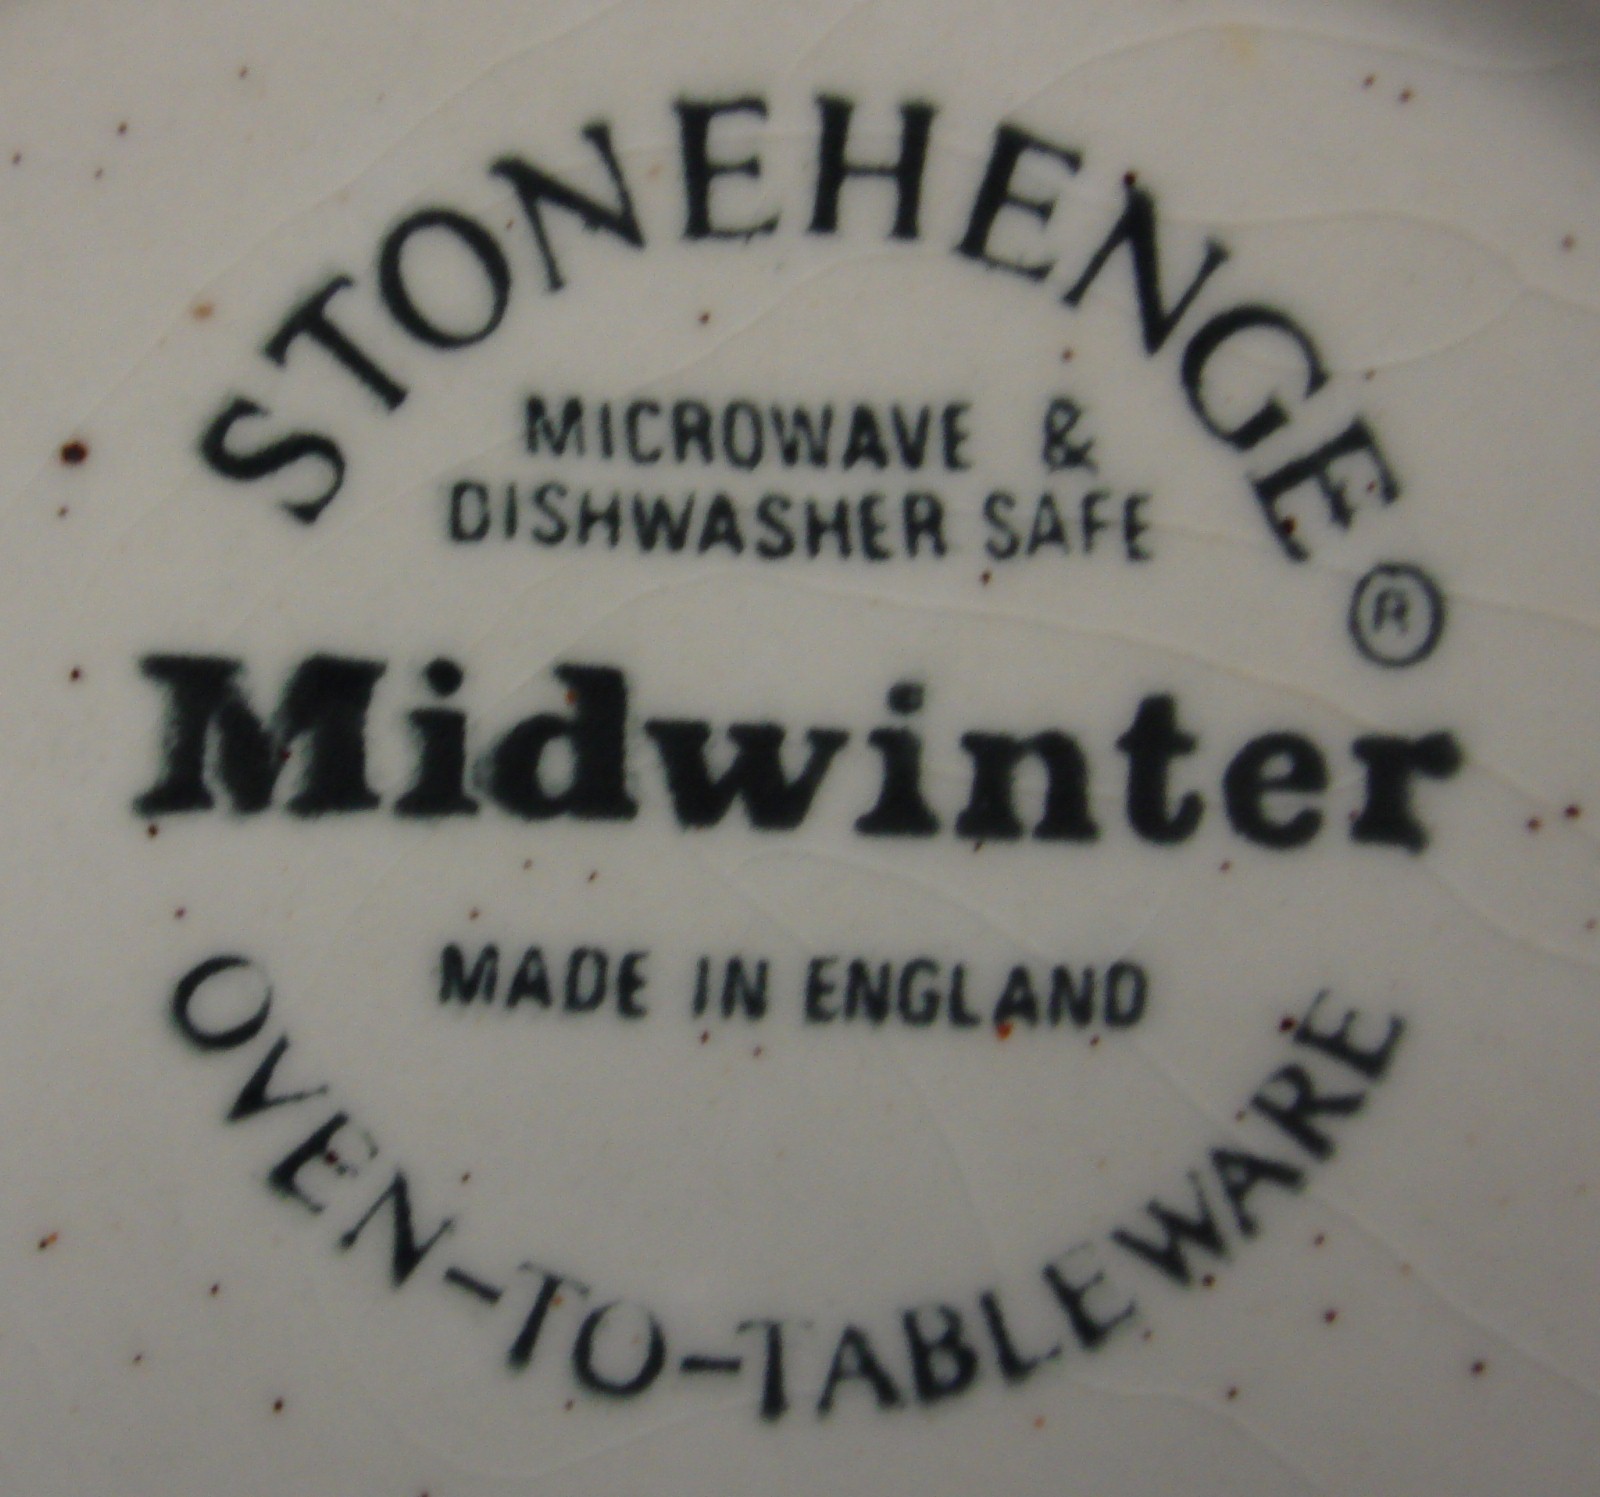 STONEHENGE ®
MICROWAVE &
DISHWASHER SAFE
Midwinter
MADE IN ENGLAND
OVEN-TO-TABLEWARE